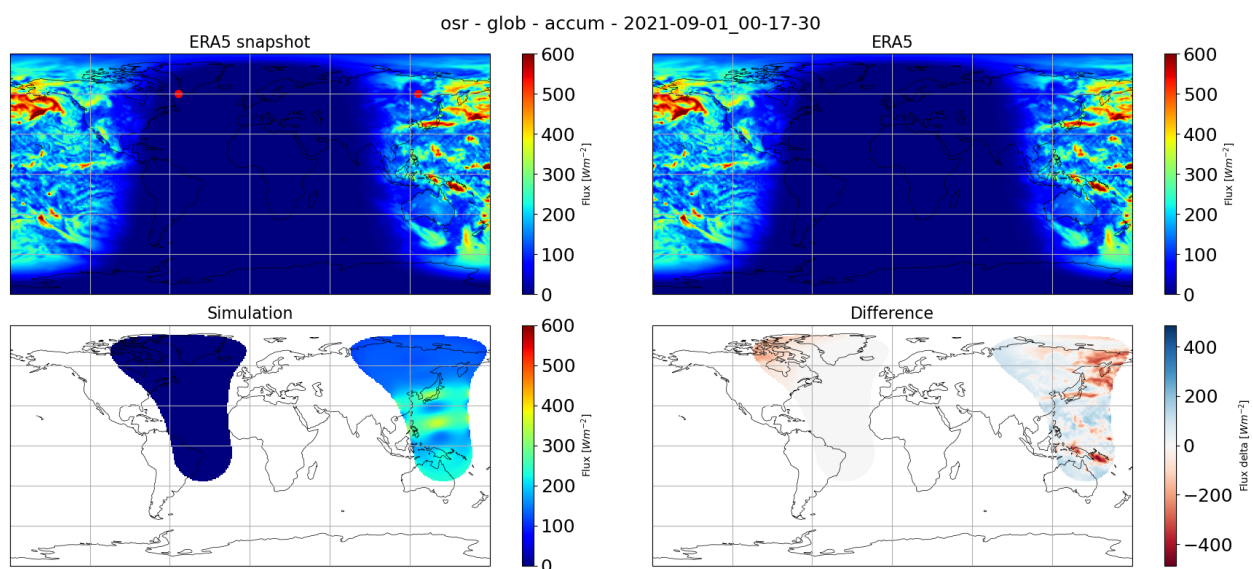 osr - glob - accum - 2021-09-01_00-17-30
ERA5 snapshot
600
500
400
300
200
100
0
Flux [Wm⁻²]
ERA5
600
500
400
300
200
100
0
Flux [Wm⁻²]
Simulation
600
500
400
300
200
100
0
Flux [Wm⁻²]
Difference
400
200
0
−200
−400
Flux delta [Wm⁻²]